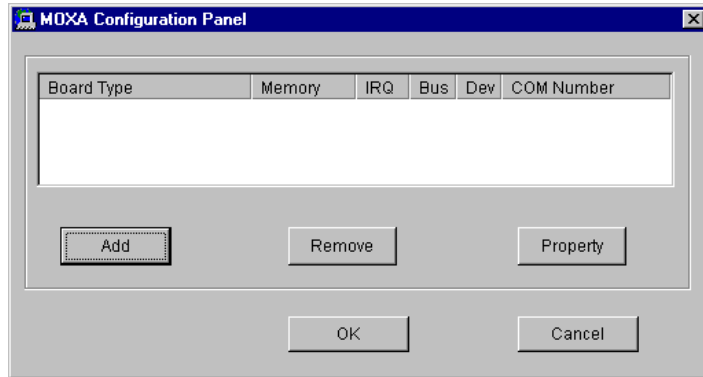 MOXA Configuration Panel
Board Type Memory IRQ Bus Dev COM Number
Add Remove Property
OK Cancel